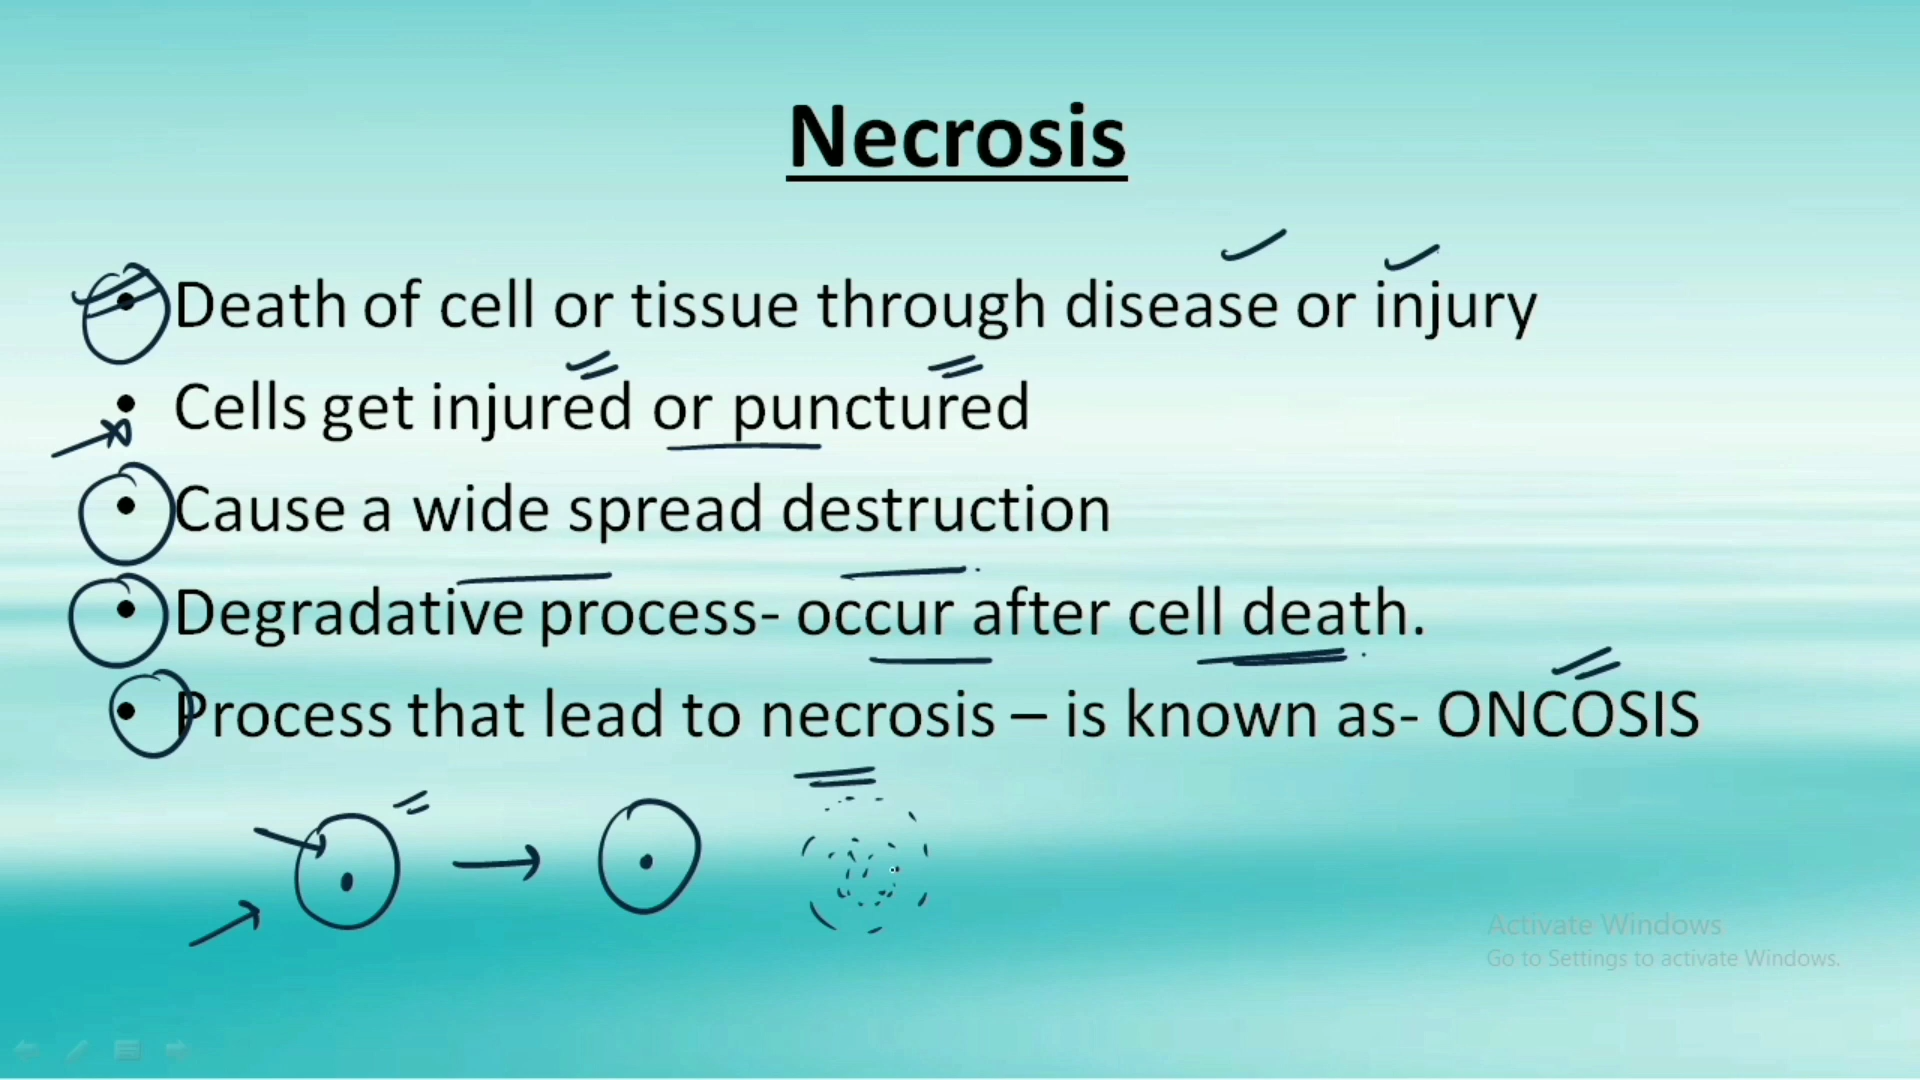 Necrosis
• Death of cell or tissue through disease or injury
• Cells get injured or punctured
• Cause a wide spread destruction
• Degradative process- occur after cell death.
• Process that lead to necrosis – is known as- ONCOSIS
Activate Windows
Go to Settings to activate Windows.